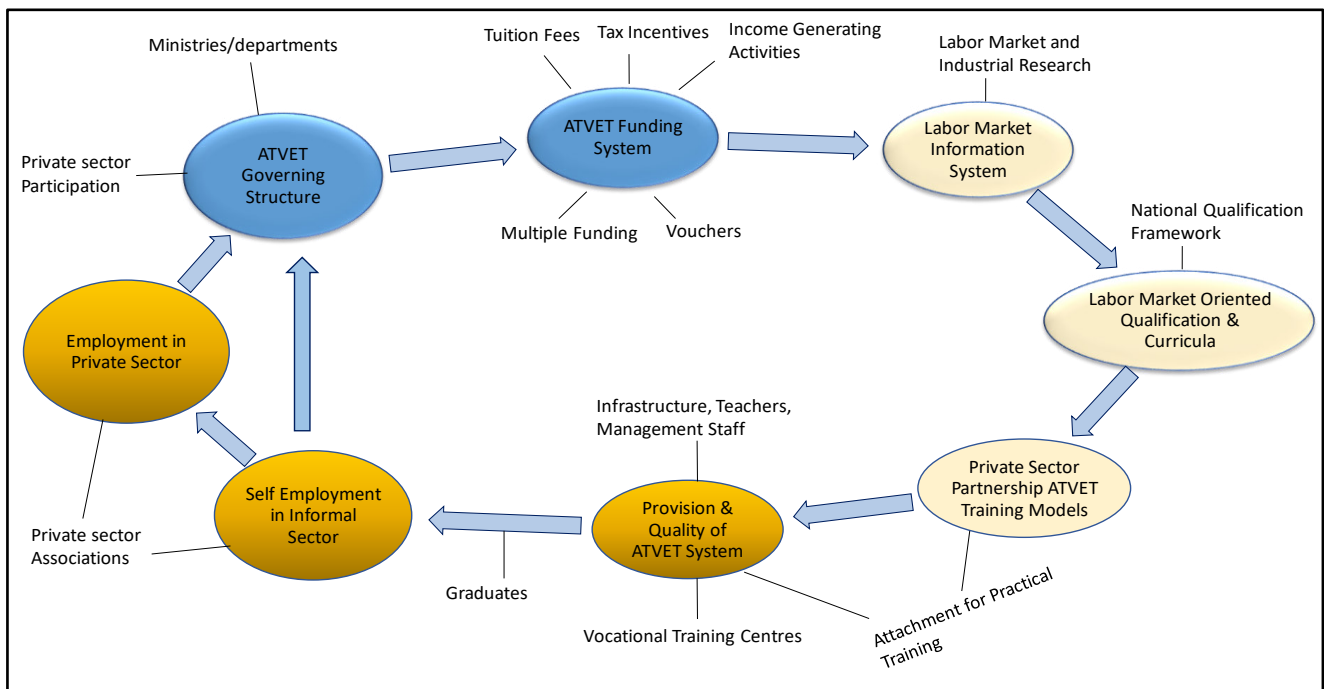 Ministries/departments
Tuition Fees
Tax Incentives
Income Generating
Activities
Labor Market and
Industrial Research
Private sector
Participation
ATVET
Governing
Structure
ATVET Funding
System
Labor Market
Information
System
Multiple Funding
Vouchers
National Qualification
Framework
Labor Market Oriented
Qualification &
Curricula
Employment in
Private Sector
Infrastructure, Teachers,
Management Staff
Private Sector
Partnership ATVET
Training Models
Provision &
Quality of
ATVET System
Self Employment
in Informal
Sector
Private sector
Associations
Graduates
Vocational Training Centres
Attachment for Practical
Training